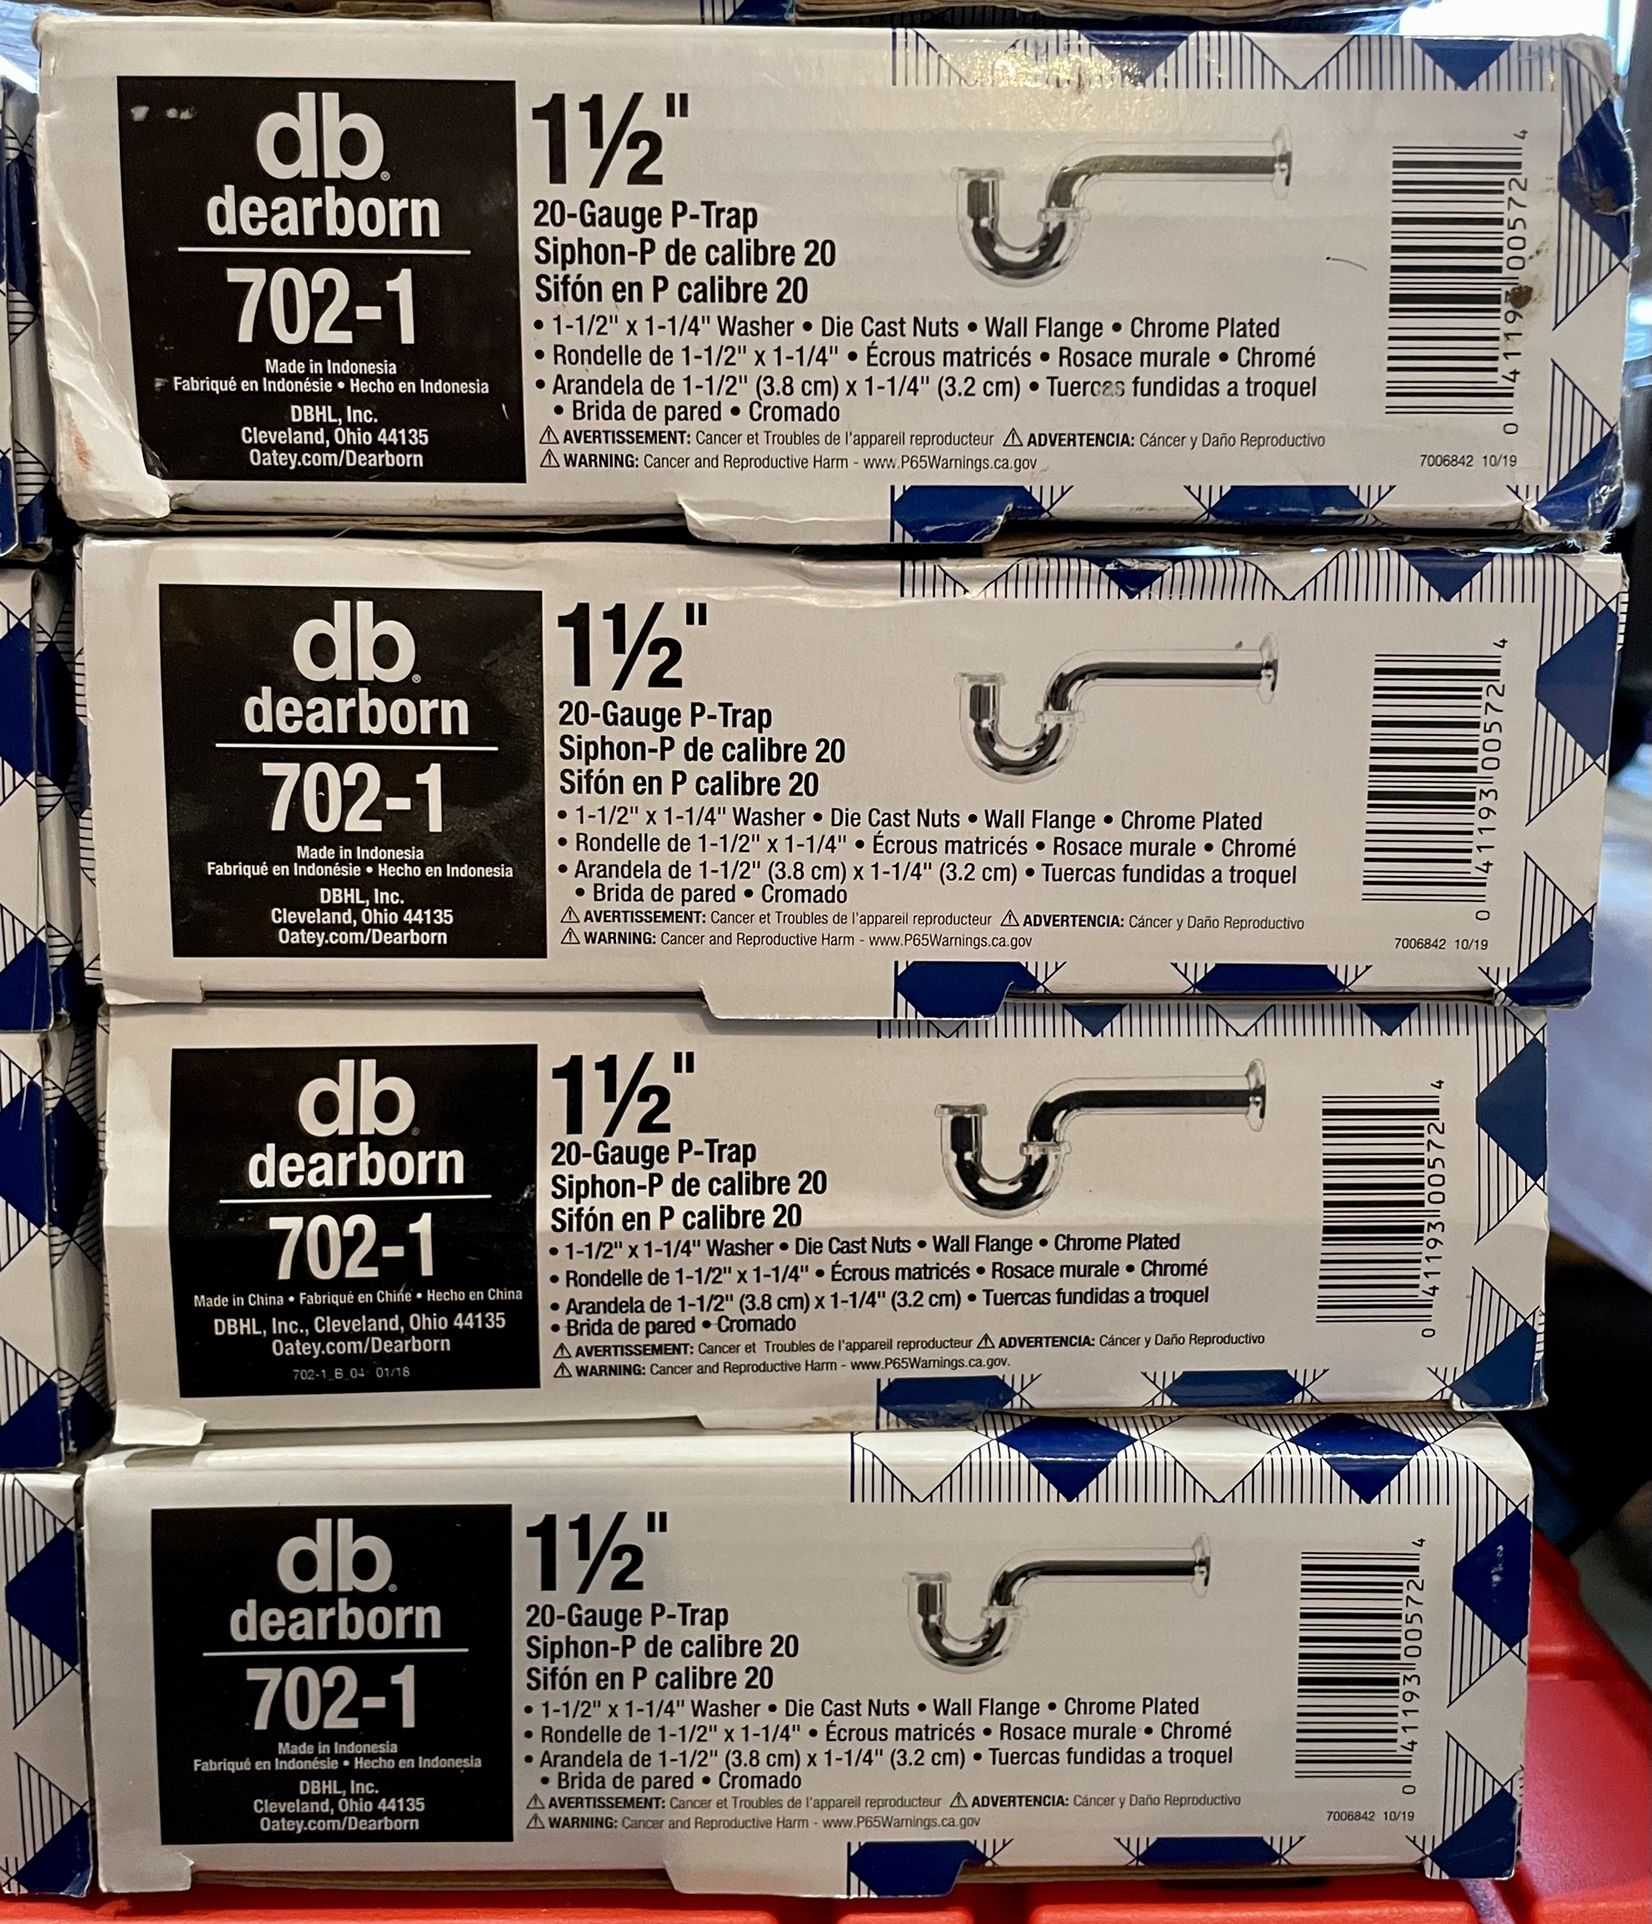 db®
dearborn
702-1
Made in Indonesia
Fabriqué en Indonésie • Hecho en Indonesia
DBHL, Inc.
Cleveland, Ohio 44135
Oatey.com/Dearborn
1½"
20-Gauge P-Trap
Siphon-P de calibre 20
Sifón en P calibre 20
• 1-1/2" x 1-1/4" Washer • Die Cast Nuts • Wall Flange • Chrome Plated
• Rondelle de 1-1/2" x 1-1/4" • Écrous matricés • Rosace murale • Chromé
• Arandela de 1-1/2" (3.8 cm) x 1-1/4" (3.2 cm) • Tuercas fundidas a troquel
• Brida de pared • Cromado
⚠ AVERTISSEMENT: Cancer et Troubles de l'appareil reproducteur ⚠ ADVERTENCIA: Cáncer y Daño Reproductivo
⚠ WARNING: Cancer and Reproductive Harm - www.P65Warnings.ca.gov
0 41193 00572 4
7006842 10/19
db®
dearborn
702-1
Made in Indonesia
Fabriqué en Indonésie • Hecho en Indonesia
DBHL, Inc.
Cleveland, Ohio 44135
Oatey.com/Dearborn
1½"
20-Gauge P-Trap
Siphon-P de calibre 20
Sifón en P calibre 20
• 1-1/2" x 1-1/4" Washer • Die Cast Nuts • Wall Flange • Chrome Plated
• Rondelle de 1-1/2" x 1-1/4" • Écrous matricés • Rosace murale • Chromé
• Arandela de 1-1/2" (3.8 cm) x 1-1/4" (3.2 cm) • Tuercas fundidas a troquel
• Brida de pared • Cromado
⚠ AVERTISSEMENT: Cancer et Troubles de l'appareil reproducteur ⚠ ADVERTENCIA: Cáncer y Daño Reproductivo
⚠ WARNING: Cancer and Reproductive Harm - www.P65Warnings.ca.gov
0 41193 00572 4
7006842 10/19
db®
dearborn
702-1
Made in China • Fabriqué en Chine • Hecho en China
DBHL, Inc., Cleveland, Ohio 44135
Oatey.com/Dearborn
702-1_B_04 01/18
1½"
20-Gauge P-Trap
Siphon-P de calibre 20
Sifón en P calibre 20
• 1-1/2" x 1-1/4" Washer • Die Cast Nuts • Wall Flange • Chrome Plated
• Rondelle de 1-1/2" x 1-1/4" • Écrous matricés • Rosace murale • Chromé
• Arandela de 1-1/2" (3.8 cm) x 1-1/4" (3.2 cm) • Tuercas fundidas a troquel
• Brida de pared • Cromado
⚠ AVERTISSEMENT: Cancer et Troubles de l'appareil reproducteur ⚠ ADVERTENCIA: Cáncer y Daño Reproductivo
⚠ WARNING: Cancer and Reproductive Harm - www.P65Warnings.ca.gov.
0 41193 00572 4
db®
dearborn
702-1
Made in Indonesia
Fabriqué en Indonésie • Hecho en Indonesia
DBHL, Inc.
Cleveland, Ohio 44135
Oatey.com/Dearborn
1½"
20-Gauge P-Trap
Siphon-P de calibre 20
Sifón en P calibre 20
• 1-1/2" x 1-1/4" Washer • Die Cast Nuts • Wall Flange • Chrome Plated
• Rondelle de 1-1/2" x 1-1/4" • Écrous matricés • Rosace murale • Chromé
• Arandela de 1-1/2" (3.8 cm) x 1-1/4" (3.2 cm) • Tuercas fundidas a troquel
• Brida de pared • Cromado
⚠ AVERTISSEMENT: Cancer et Troubles de l'appareil reproducteur ⚠ ADVERTENCIA: Cáncer y Daño Reproductivo
⚠ WARNING: Cancer and Reproductive Harm - www.P65Warnings.ca.gov
0 41193 00572 4
7006842 10/19